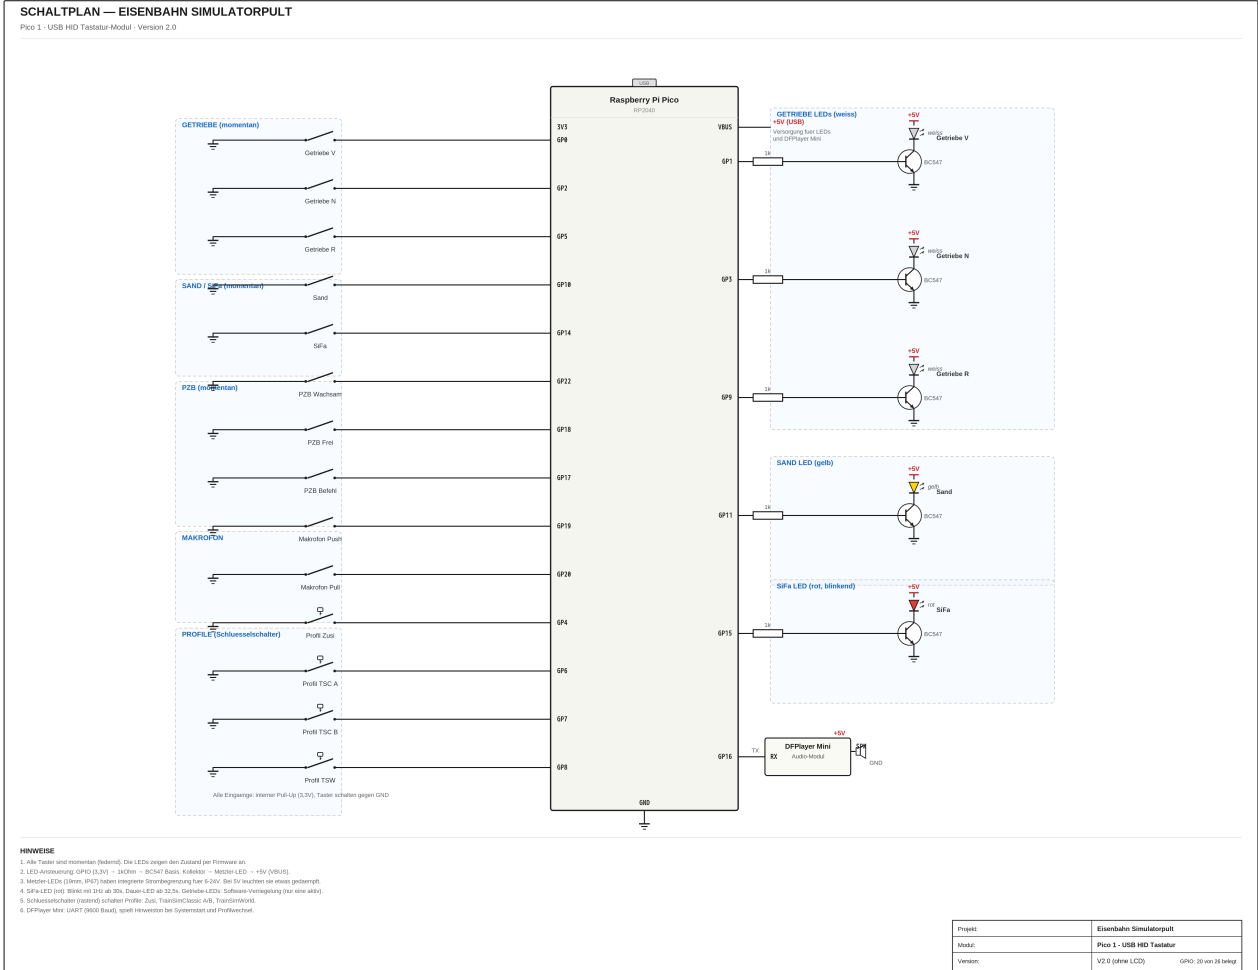 SCHALTPLAN — EISENBAHN SIMULATORPULT
Pico 1 - USB HID Tastatur-Modul - Version 2.0
USB
Raspberry Pi Pico
RP2040
GETRIEBE (momentan)
Getriebe V
Getriebe N
Getriebe R
SAND / SiFa (momentan)
Sand
SiFa
PZB (momentan)
PZB Wachsam
PZB Frei
PZB Befehl
MAKROFON
Makrofon Push
Makrofon Pull
PROFILE (Schluesselschalter)
Profil Zusi
Profil TSC A
Profil TSC B
Profil TSW
Alle Eingaenge: interner Pull-Up (3,3V), Taster schalten gegen GND
3V3
GP0
GP2
GP5
GP10
GP14
GP22
GP18
GP17
GP19
GP20
GP4
GP6
GP7
GP8
GND
VBUS
GP1
GP3
GP9
GP11
GP15
GP16
GETRIEBE LEDs (weiss)
+5V (USB)
Versorgung fuer LEDs
und DFPlayer Mini
1k
+5V
weiss
Getriebe V
BC547
1k
+5V
weiss
Getriebe N
BC547
1k
+5V
weiss
Getriebe R
BC547
SAND LED (gelb)
1k
+5V
gelb
Sand
BC547
SiFa LED (rot, blinkend)
1k
+5V
rot
SiFa
BC547
+5V
TX
RX
DFPlayer Mini
Audio-Modul
SPK
GND
HINWEISE
1. Alle Taster sind momentan (federnd). Die LEDs zeigen den Zustand per Firmware an.
2. LED-Ansteuerung: GPIO (3,3V) → 1kOhm → BC547 Basis. Kollektor → Metzler-LED → +5V (VBUS).
3. Metzler-LEDs (19mm, IP67) haben integrierte Strombegrenzung fuer 6-24V. Bei 5V leuchten sie etwas gedaempft.
4. SiFa-LED (rot): Blinkt mit 1Hz ab 30s, Dauer-LED ab 32,5s. Getriebe-LEDs: Software-Verriegelung (nur eine aktiv).
5. Schluesselschalter (rastend) schalten Profile: Zusi, TrainSimClassic A/B, TrainSimWorld.
6. DFPlayer Mini: UART (9600 Baud), spielt Hinweiston bei Systemstart und Profilwechsel.
Projekt: Eisenbahn Simulatorpult
Modul: Pico 1 - USB HID Tastatur
Version: V2.0 (ohne LCD) GPIO: 20 von 26 belegt